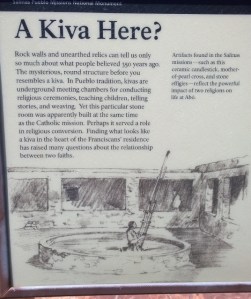 Salinas Pueblo Missions National Monument
A Kiva Here?
Rock walls and unearthed relics can tell us only
so much about what people believed 350 years ago.
The mysterious, round structure before you
resembles a kiva. In Pueblo tradition, kivas are
underground meeting chambers for conducting
religious ceremonies, teaching children, telling
stories, and weaving. Yet this particular stone
room was apparently built at the same time
as the Catholic mission. Perhaps it served a role
in religious conversion. Finding what looks like
a kiva in the heart of the Franciscans' residence
has raised many questions about the relationship
between two faiths.
Artifacts found in the Salinas
missions—such as this
ceramic candlestick, mother-
of-pearl cross, and stone
effigies—reflect the powerful
impact of two religions on
life at Abo.